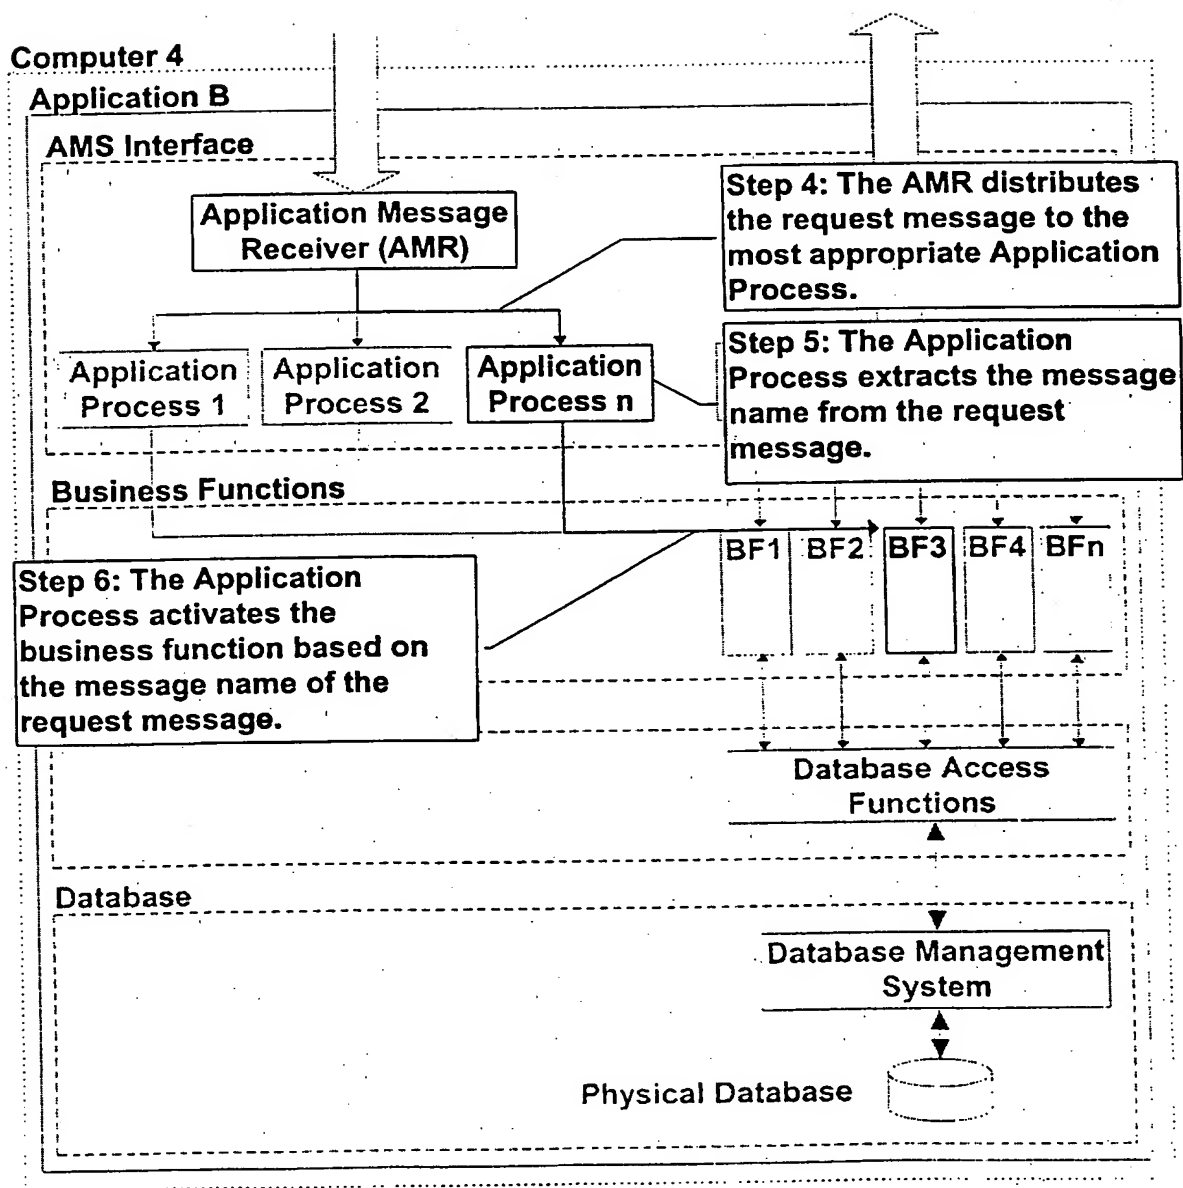 Computer 4
Application B
AMS Interface
Application Message
Receiver (AMR)
Step 4: The AMR distributes
the request message to the
most appropriate Application
Process.
Application
Process 1
Application
Process 2
Application
Process n
Step 5: The Application
Process extracts the message
name from the request
message.
Business Functions
BF1
BF2
BF3
BF4
BFn
Step 6: The Application
Process activates the
business function based on
the message name of the
request message.
Database Access
Functions
Database
Database Management
System
Physical Database